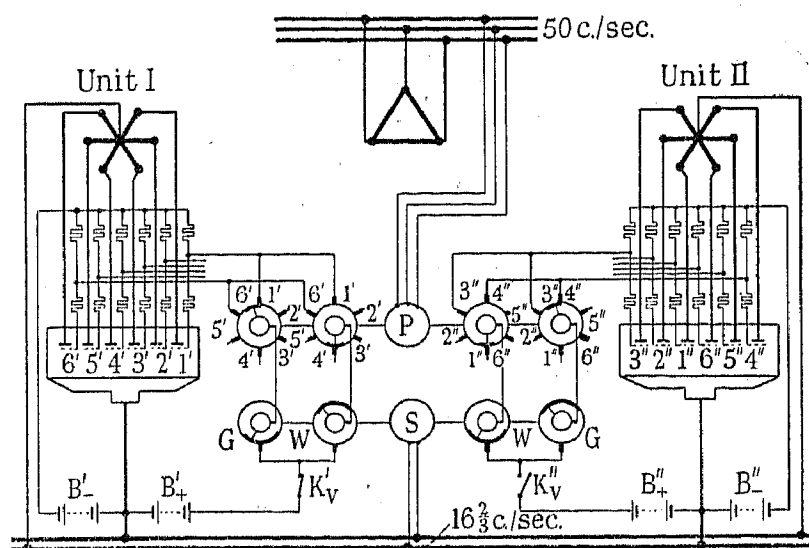 50 c./sec.
Unit I
Unit II
6' 1' 6' 1' 3" 4" 3" 4"
5' 2' 5' 2' P 2" 5" 2" 5"
4' 3' 4' 3' 1" 6" 1" 6"
6' 5' 4' 3' 2' 1'
3" 2" 1" 6" 5" 4"
G W S W G
B'- B'+ K'V K"V B"+ B"-
16 2/3 c./sec.